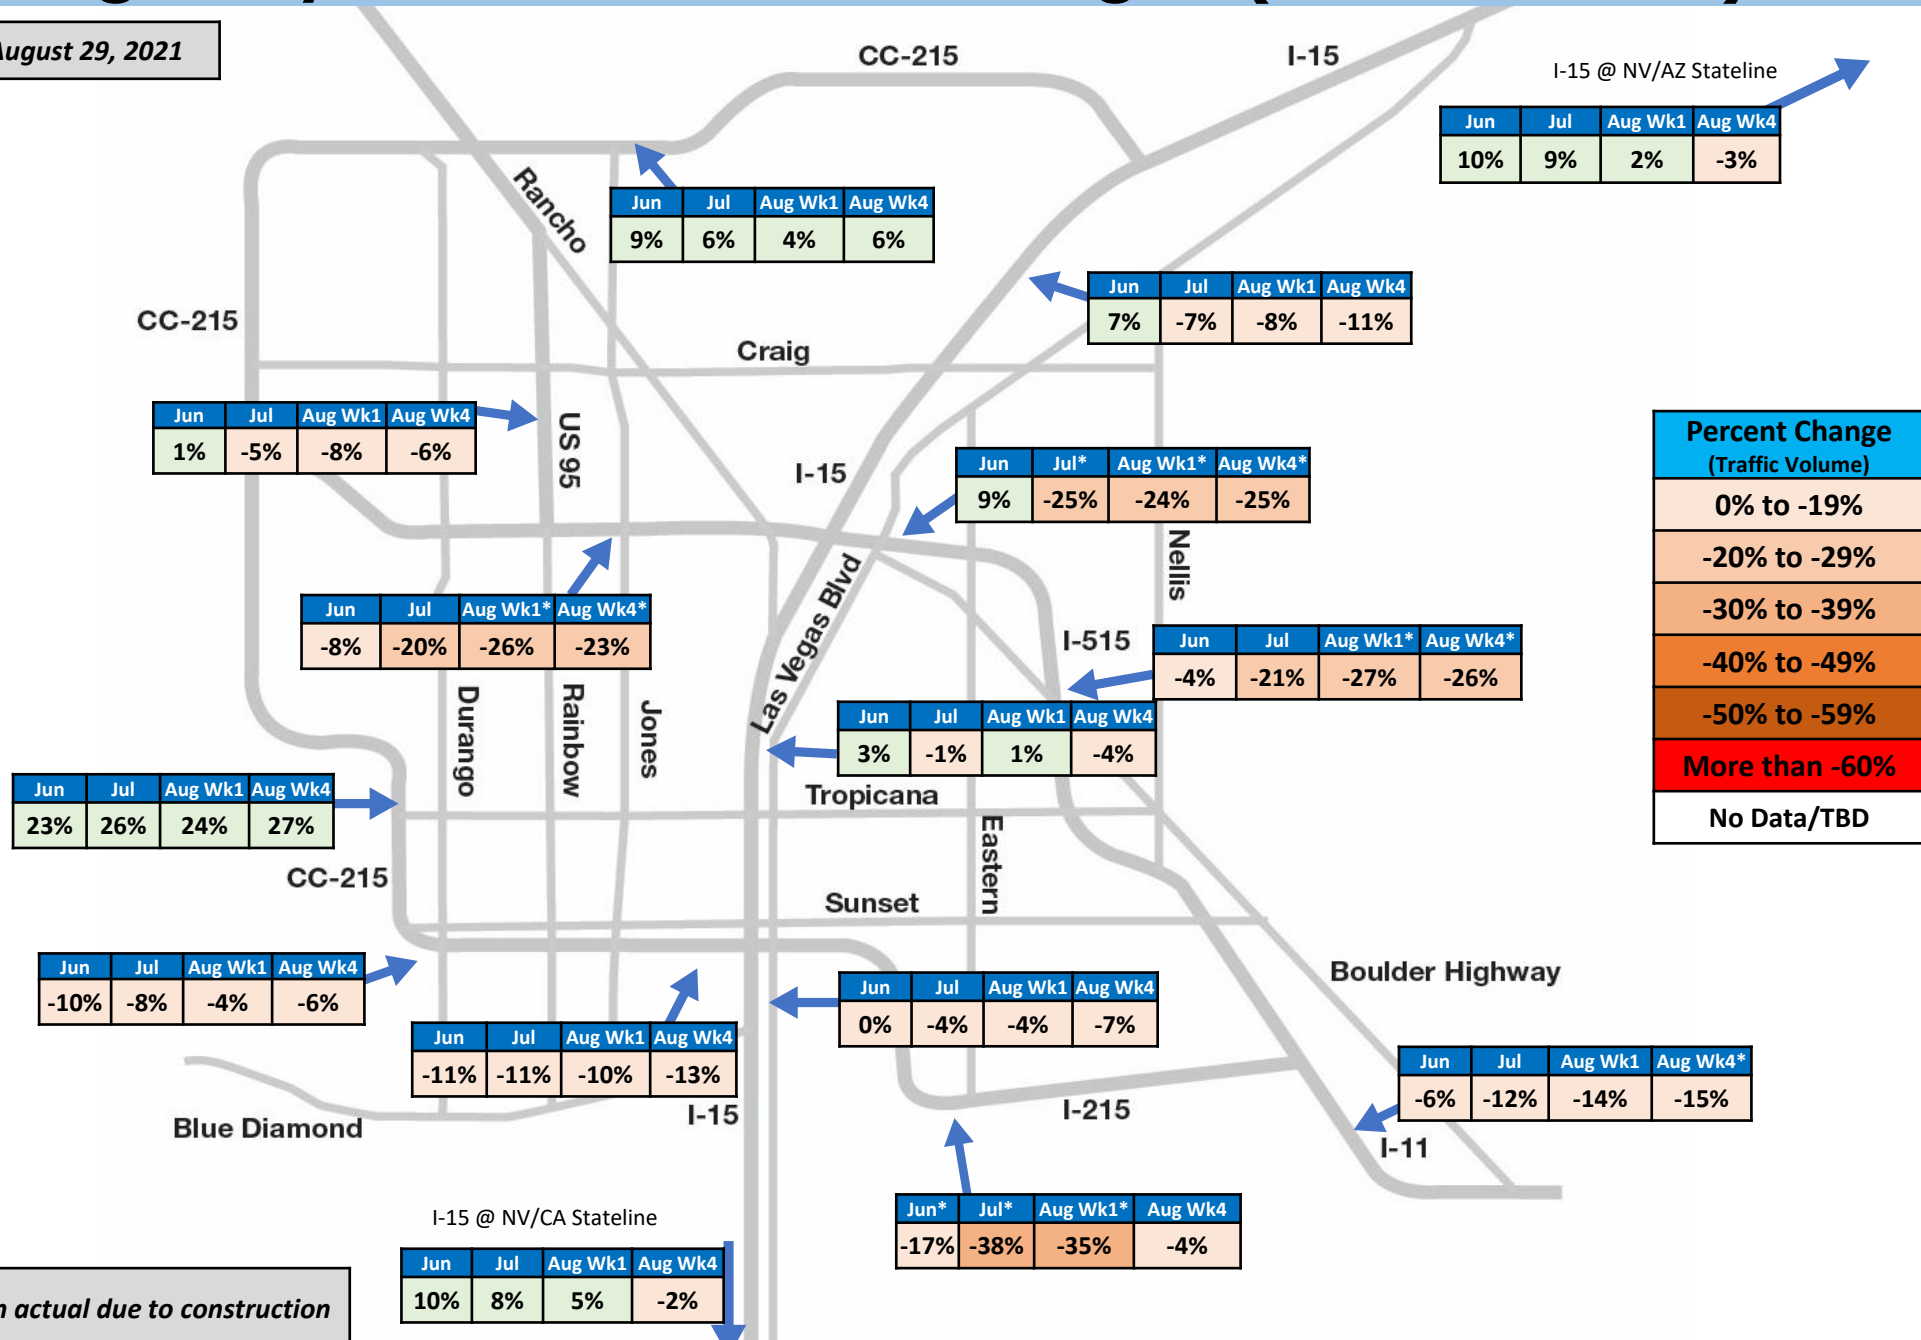 August 29, 2021
CC-215
I-15
I-15 @ NV/AZ Stateline
Jun Jul Aug Wk1 Aug Wk4
10% 9% 2% -3%
Rancho
Jun Jul Aug Wk1 Aug Wk4
9% 6% 4% 6%
Jun Jul Aug Wk1 Aug Wk4
7% -7% -8% -11%
CC-215
Craig
Jun Jul Aug Wk1 Aug Wk4
1% -5% -8% -6%
US 95
I-15
Jun Jul* Aug Wk1* Aug Wk4*
9% -25% -24% -25%
Percent Change
(Traffic Volume)
0% to -19%
-20% to -29%
-30% to -39%
-40% to -49%
-50% to -59%
More than -60%
No Data/TBD
Nellis
Las Vegas Blvd
Jun Jul Aug Wk1* Aug Wk4*
-8% -20% -26% -23%
I-515
Jun Jul Aug Wk1* Aug Wk4*
-4% -21% -27% -26%
Durango
Rainbow
Jones
Jun Jul Aug Wk1 Aug Wk4
3% -1% 1% -4%
Tropicana
Jun Jul Aug Wk1 Aug Wk4
23% 26% 24% 27%
CC-215
Eastern
Sunset
Jun Jul Aug Wk1 Aug Wk4
-10% -8% -4% -6%
Boulder Highway
Jun Jul Aug Wk1 Aug Wk4
0% -4% -4% -7%
Jun Jul Aug Wk1 Aug Wk4
-11% -11% -10% -13%
Jun Jul Aug Wk1 Aug Wk4*
-6% -12% -14% -15%
Blue Diamond
I-15
I-215
I-11
Jun* Jul* Aug Wk1* Aug Wk4
-17% -38% -35% -4%
I-15 @ NV/CA Stateline
Jun Jul Aug Wk1 Aug Wk4
10% 8% 5% -2%
actual due to construction